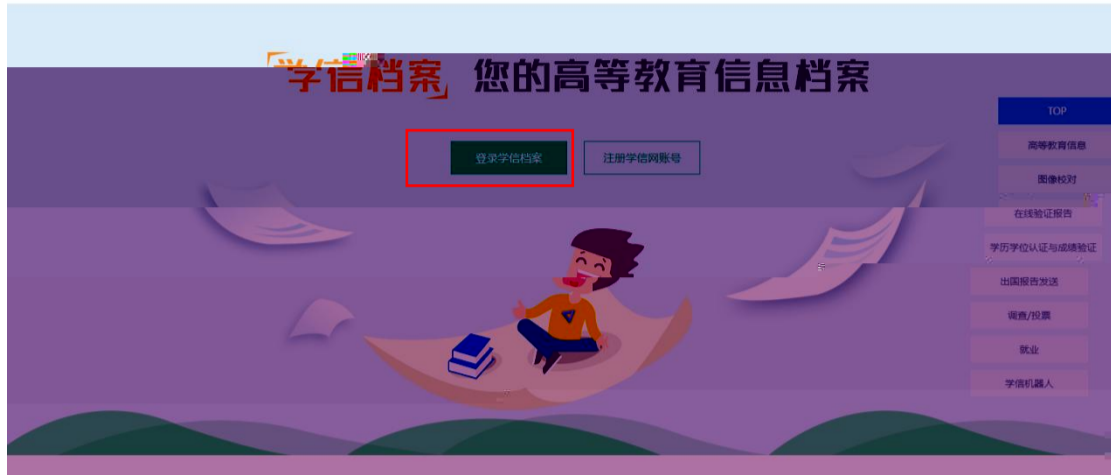 学信档案 您的高等教育信息档案
登录学信档案 注册学信网账号
TOP
高等教育信息
图像校对
在线验证报告
学历学位认证与成绩验证
出国报告发送
调查/投票
就业
学信机器人